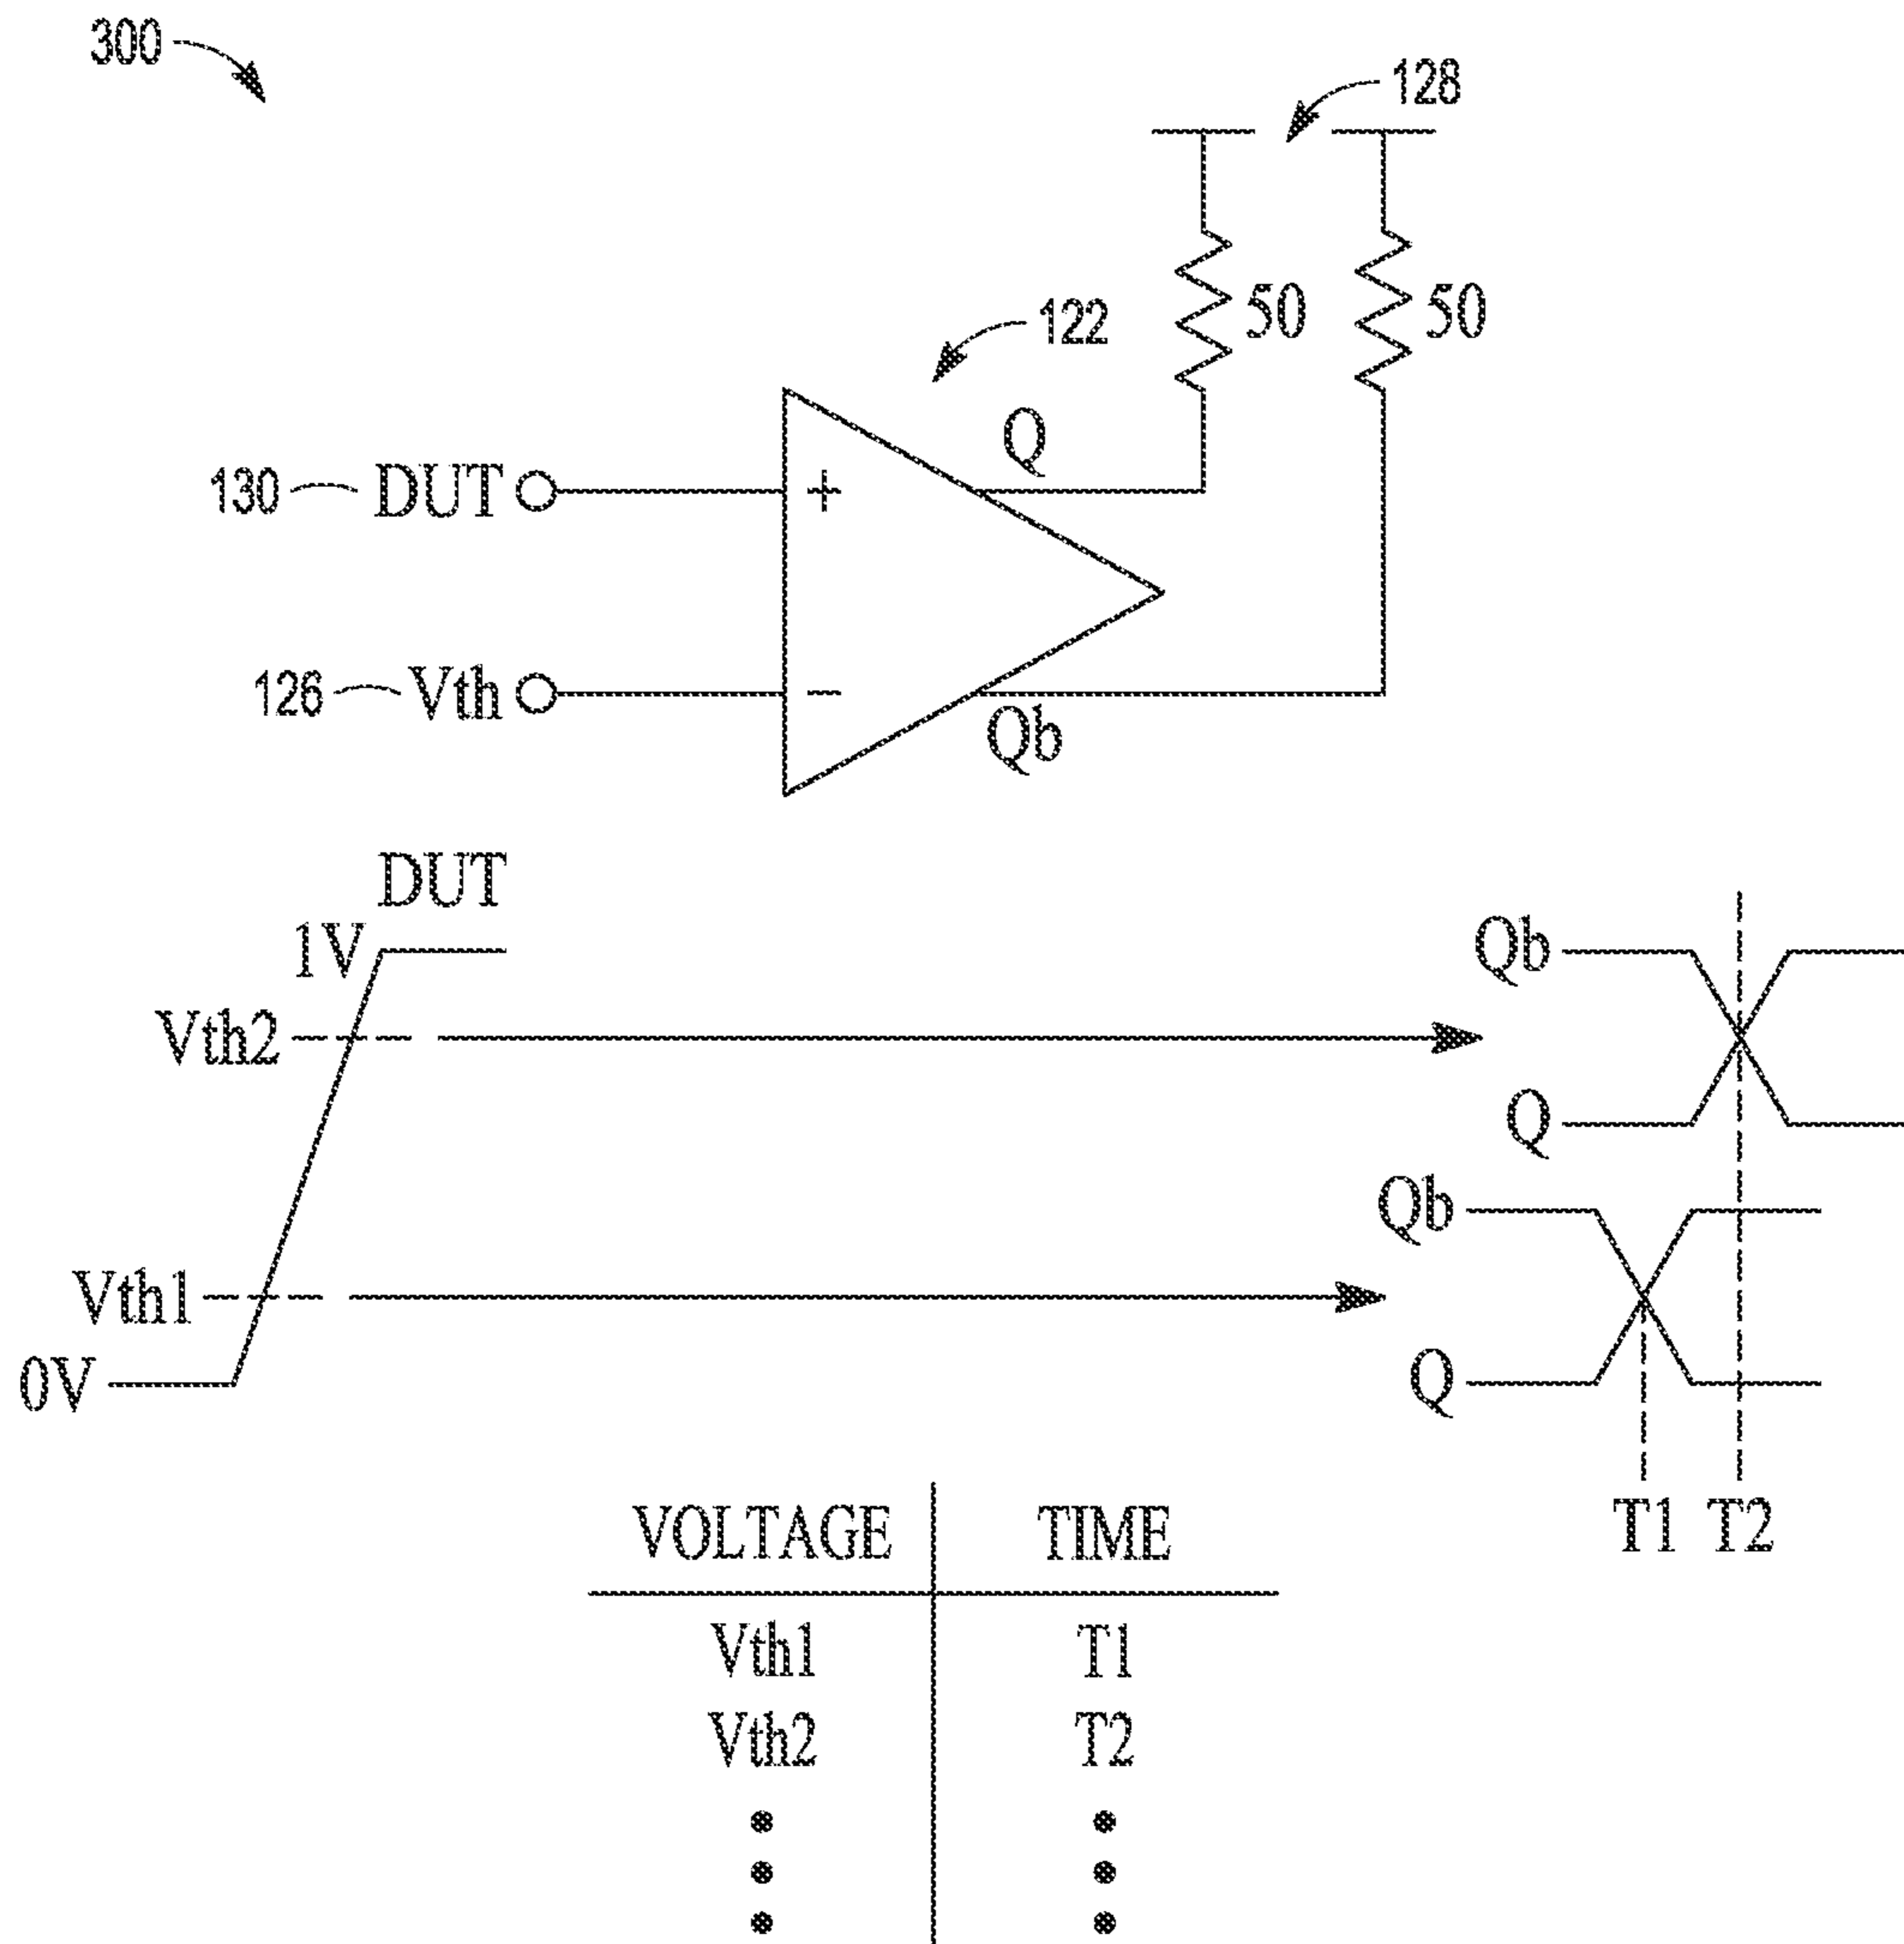 300
128
122
50 50
Q
130 DUT +
126 Vth -
Qb
DUT
1V
Vth2
Vth1
0V
Qb
Q
Qb
Q
T1 T2
VOLTAGE TIME
Vth1 T1
Vth2 T2